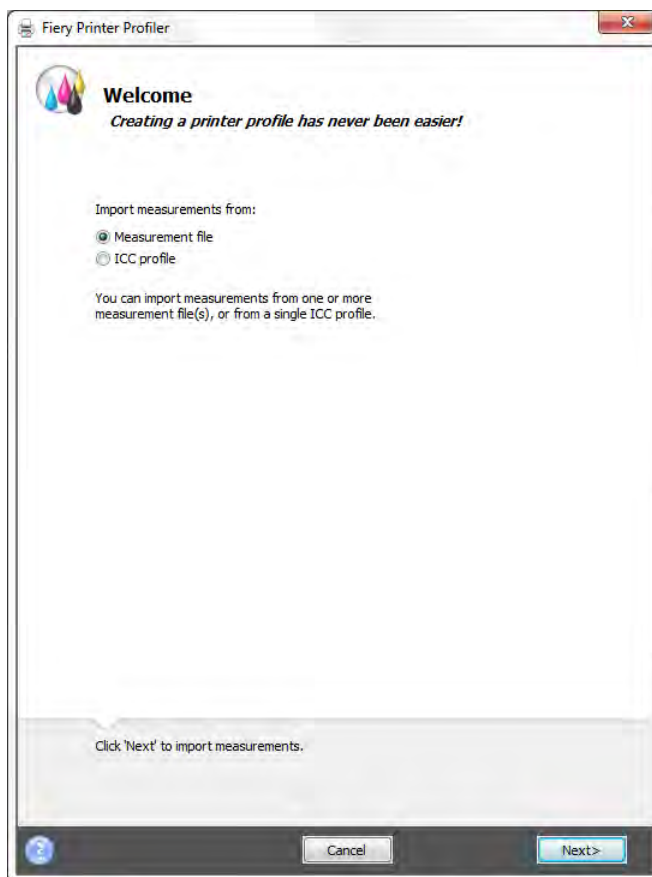 Fiery Printer Profiler
Welcome
Creating a printer profile has never been easier!
Import measurements from:
Measurement file
ICC profile
You can import measurements from one or more
measurement file(s), or from a single ICC profile.
Click 'Next' to import measurements.
?
Cancel
Next>